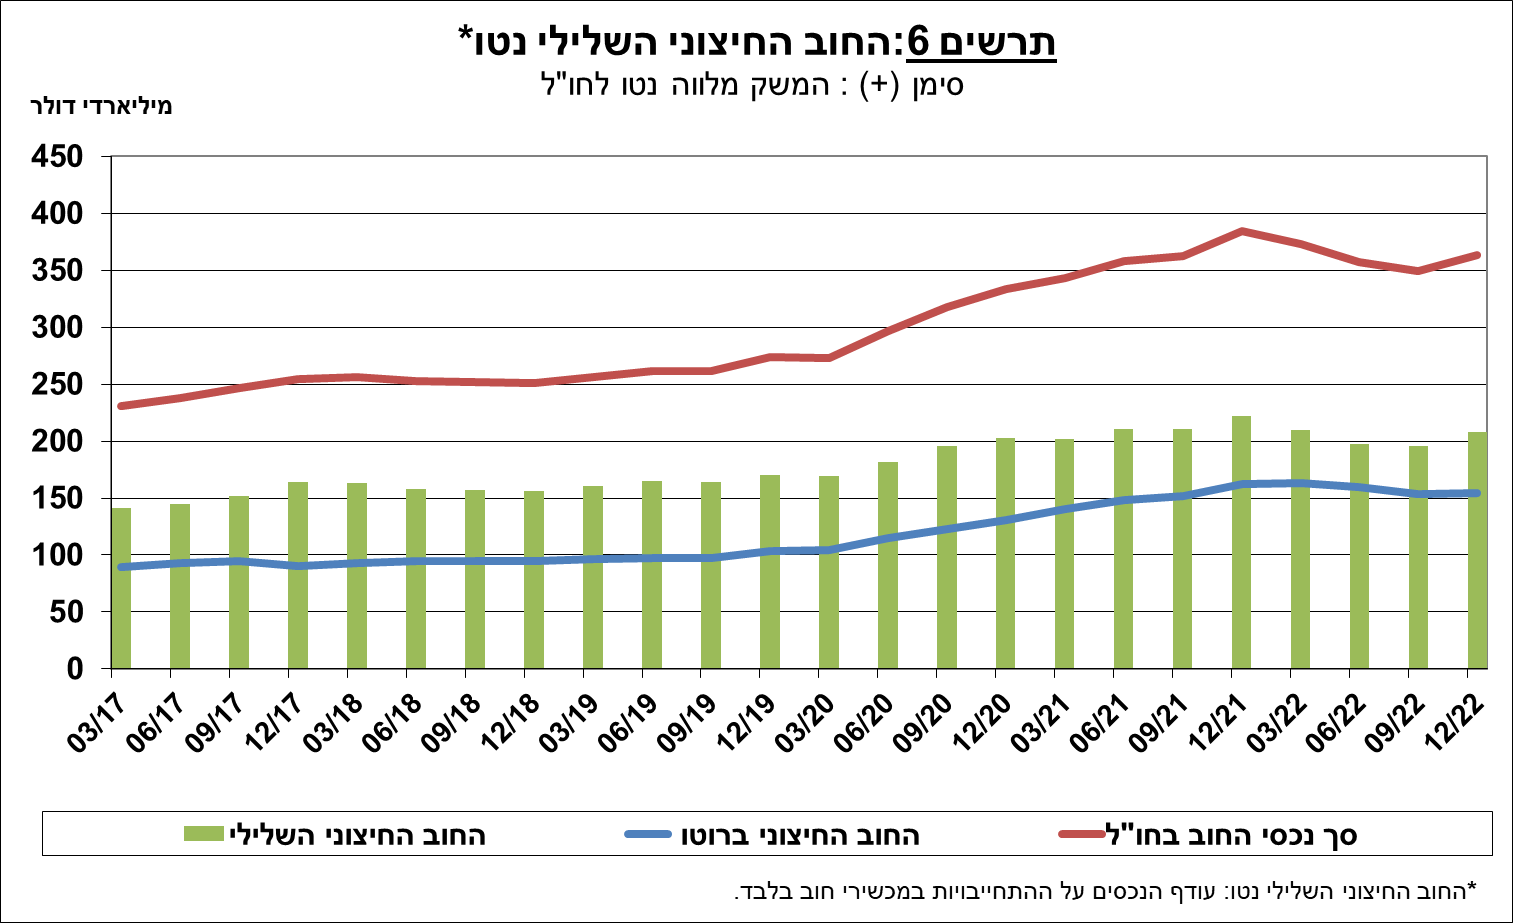 תרשים 6:החוב החיצוני השלילי נטו*
סימן (+) : המשק מלווה נטו לחו"ל
מיליארדי דולר
450
400
350
300
250
200
150
100
50
0
03/17 06/17 09/17 12/17 03/18 06/18 09/18 12/18 03/19 06/19 09/19 12/19 03/20 06/20 09/20 12/20 03/21 06/21 09/21 12/21 03/22 06/22 09/22 12/22
סך נכסי החוב בחו"ל החוב החיצוני ברוטו החוב החיצוני השלילי
*החוב החיצוני השלילי נטו: עודף הנכסים על ההתחייבויות במכשירי חוב בלבד.